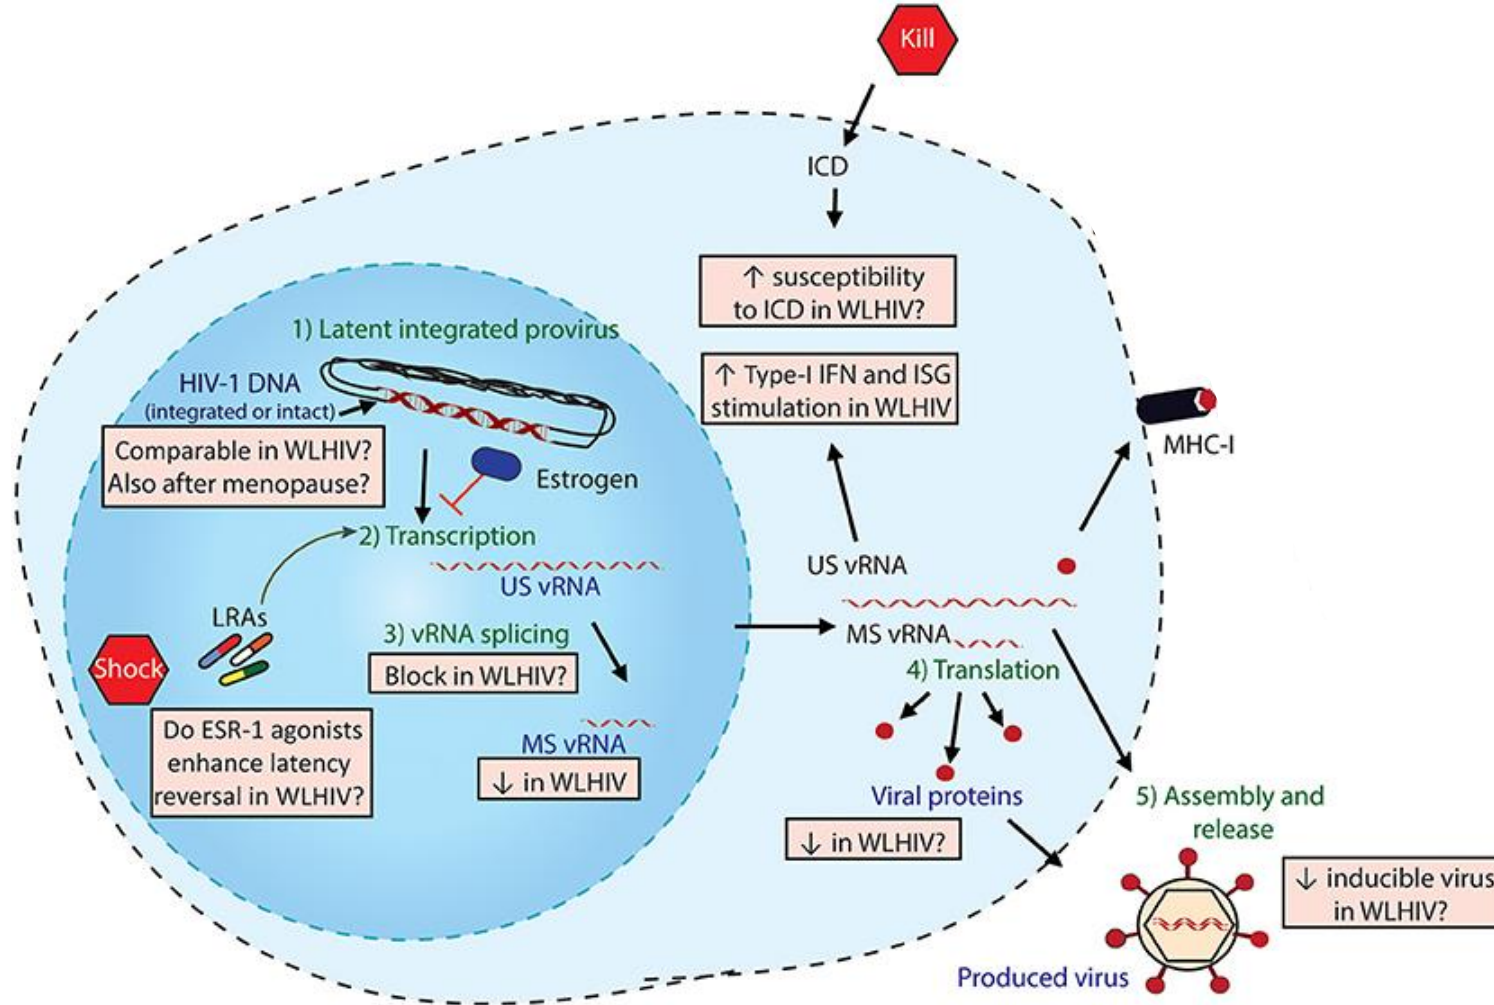 Kill
ICD
↑ susceptibility
to ICD in WLHIV?
↑ Type-I IFN and ISG
stimulation in WLHIV
1) Latent integrated provirus
HIV-1 DNA
(integrated or intact)
Comparable in WLHIV?
Also after menopause?
Estrogen
MHC-I
2) Transcription
US vRNA
US vRNA
LRAs
3) vRNA splicing
Block in WLHIV?
MS vRNA
4) Translation
Shock
Do ESR-1 agonists
enhance latency
reversal in WLHIV?
MS vRNA
↓ in WLHIV
Viral proteins
↓ in WLHIV?
5) Assembly and
release
↓ inducible virus
in WLHIV?
Produced virus